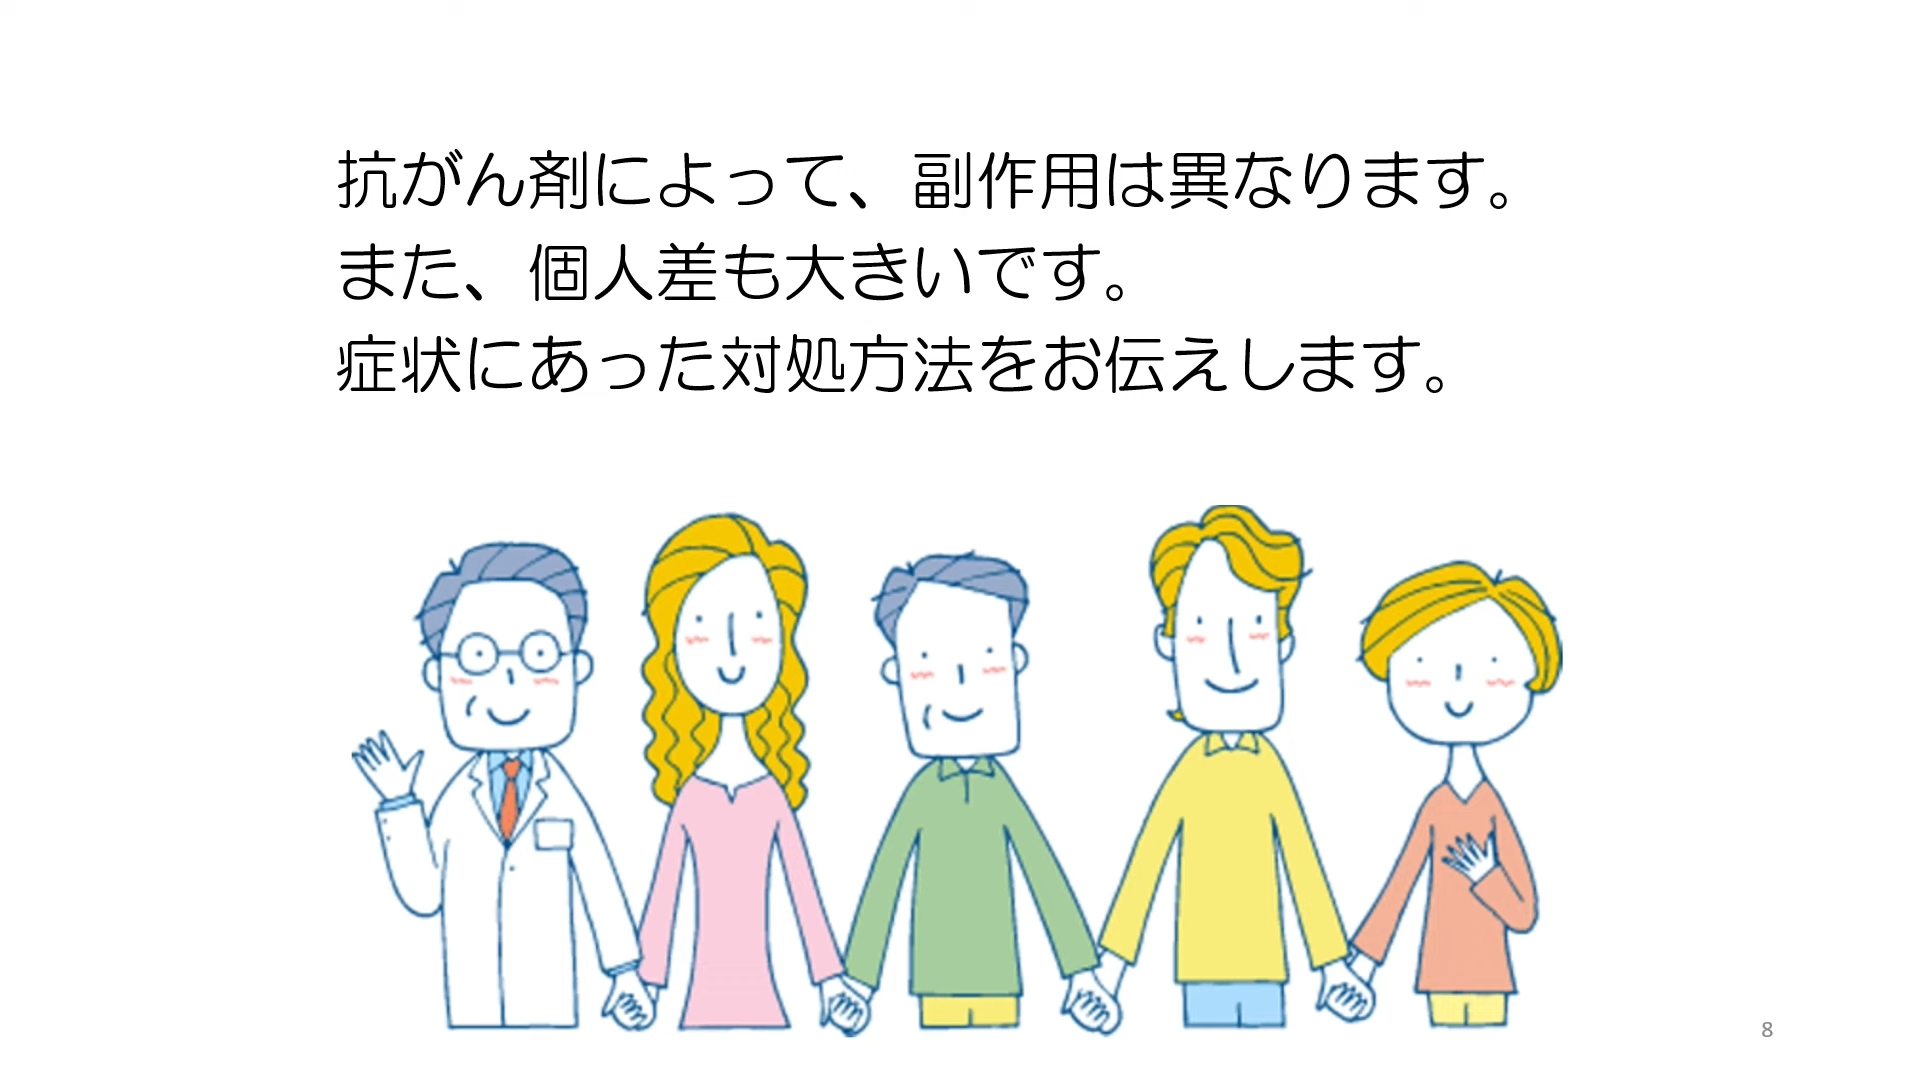 抗がん剤によって、副作用は異なります。
また、個人差も大きいです。
症状にあった対処方法をお伝えします。
8